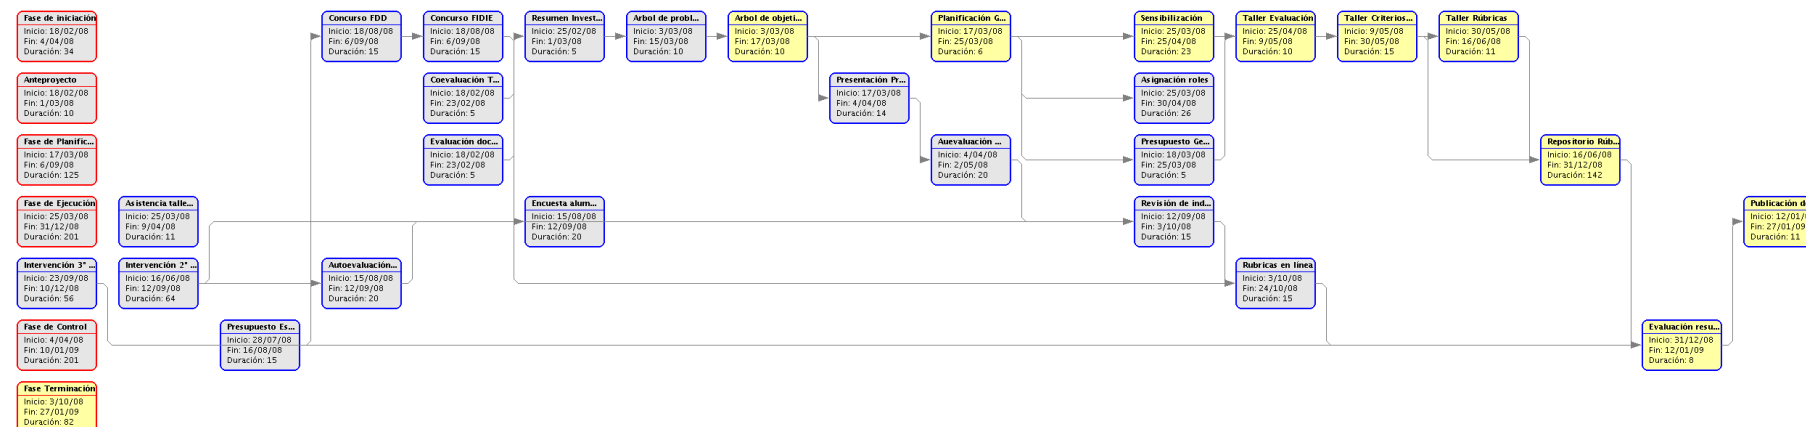 Fase de iniciación
Inicio: 18/02/08
Fin: 4/04/08
Duración: 34
Concurso FDD
Inicio: 18/08/08
Fin: 6/09/08
Duración: 15
Concurso FIDIE
Inicio: 18/08/08
Fin: 6/09/08
Duración: 15
Resumen Invest...
Inicio: 25/02/08
Fin: 1/03/08
Duración: 5
Arbol de probl...
Inicio: 3/03/08
Fin: 15/03/08
Duración: 10
Arbol de objeti...
Inicio: 3/03/08
Fin: 17/03/08
Duración: 10
Planificación G...
Inicio: 17/03/08
Fin: 25/03/08
Duración: 6
Sensibilización
Inicio: 25/03/08
Fin: 25/04/08
Duración: 23
Taller Evaluación
Inicio: 25/04/08
Fin: 9/05/08
Duración: 10
Taller Criterios...
Inicio: 9/05/08
Fin: 30/05/08
Duración: 15
Taller Rúbricas
Inicio: 30/05/08
Fin: 16/06/08
Duración: 11
Anteproyecto
Inicio: 18/02/08
Fin: 1/03/08
Duración: 10
Coevaluación T...
Inicio: 18/02/08
Fin: 23/02/08
Duración: 5
Presentación Pr...
Inicio: 17/03/08
Fin: 4/04/08
Duración: 14
Asignación roles
Inicio: 25/03/08
Fin: 30/04/08
Duración: 26
Fase de Planific...
Inicio: 17/03/08
Fin: 6/09/08
Duración: 125
Evaluación doc...
Inicio: 18/02/08
Fin: 23/02/08
Duración: 5
Auevaluación ...
Inicio: 4/04/08
Fin: 2/05/08
Duración: 20
Presupuesto Ge...
Inicio: 18/03/08
Fin: 25/03/08
Duración: 5
Repositorio Rúb...
Inicio: 16/06/08
Fin: 31/12/08
Duración: 142
Fase de Ejecución
Inicio: 25/03/08
Fin: 31/12/08
Duración: 201
Asistencia talle...
Inicio: 25/03/08
Fin: 9/04/08
Duración: 11
Encuesta alum...
Inicio: 15/08/08
Fin: 12/09/08
Duración: 20
Revisión de ind...
Inicio: 12/09/08
Fin: 3/10/08
Duración: 15
Publicación d
Inicio: 12/01/
Fin: 27/01/09
Duración: 11
Intervención 3° ...
Inicio: 23/09/08
Fin: 10/12/08
Duración: 56
Intervención 2° ...
Inicio: 16/06/08
Fin: 12/09/08
Duración: 64
Autoevaluación...
Inicio: 15/08/08
Fin: 12/09/08
Duración: 20
Rubricas en línea
Inicio: 3/10/08
Fin: 24/10/08
Duración: 15
Fase de Control
Inicio: 4/04/08
Fin: 10/01/09
Duración: 201
Presupuesto Es...
Inicio: 28/07/08
Fin: 16/08/08
Duración: 15
Evaluación resu...
Inicio: 31/12/08
Fin: 12/01/09
Duración: 8
Fase Terminación
Inicio: 3/10/08
Fin: 27/01/09
Duración: 82